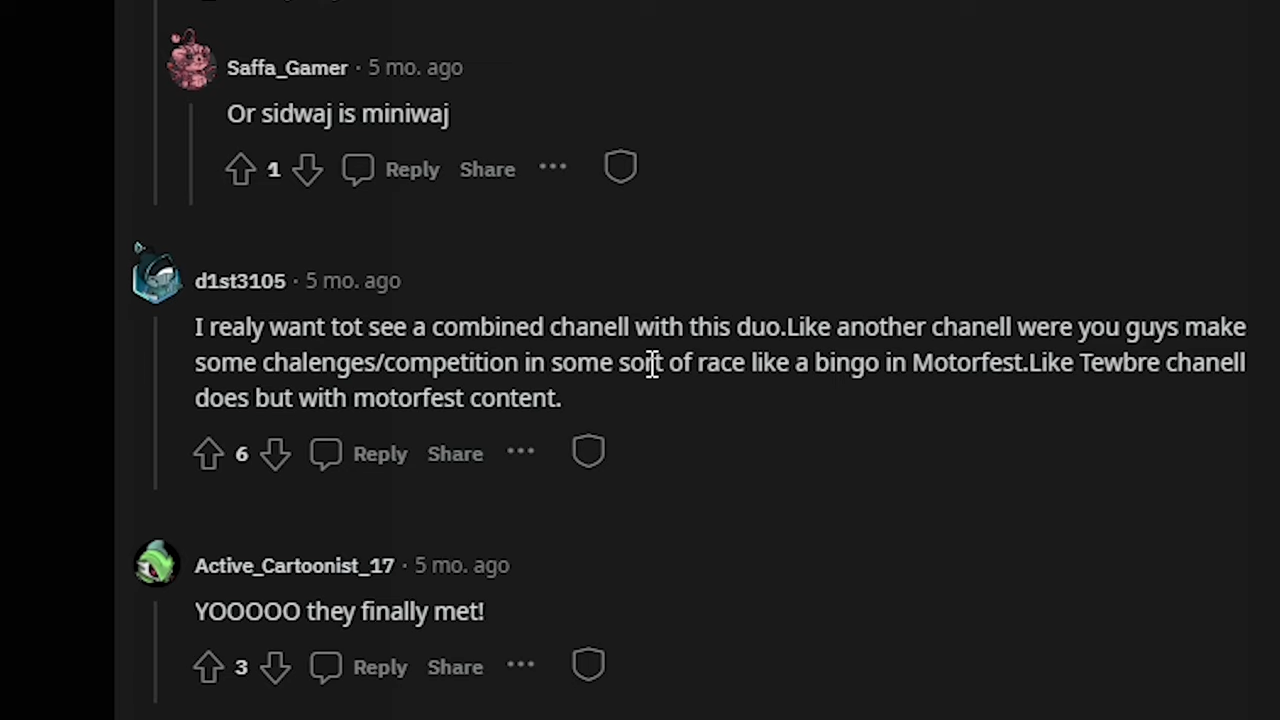 Saffa_Gamer · 5 mo. ago
Or sidwaj is miniwaj
1 Reply Share ···
d1st3105 · 5 mo. ago
I realy want tot see a combined chanell with this duo.Like another chanell were you guys make
some chalenges/competition in some sort of race like a bingo in Motorfest.Like Tewbre chanell
does but with motorfest content.
6 Reply Share ···
Active_Cartoonist_17 · 5 mo. ago
YOOOOO they finally met!
3 Reply Share ···